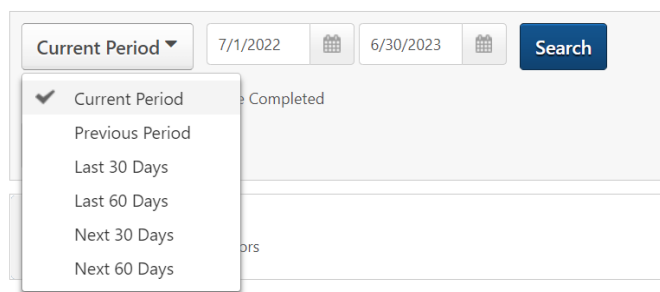 Current Period 7/1/2022 6/30/2023 Search
Current Period
Completed
Previous Period
Last 30 Days
Last 60 Days
Next 30 Days
Next 60 Days